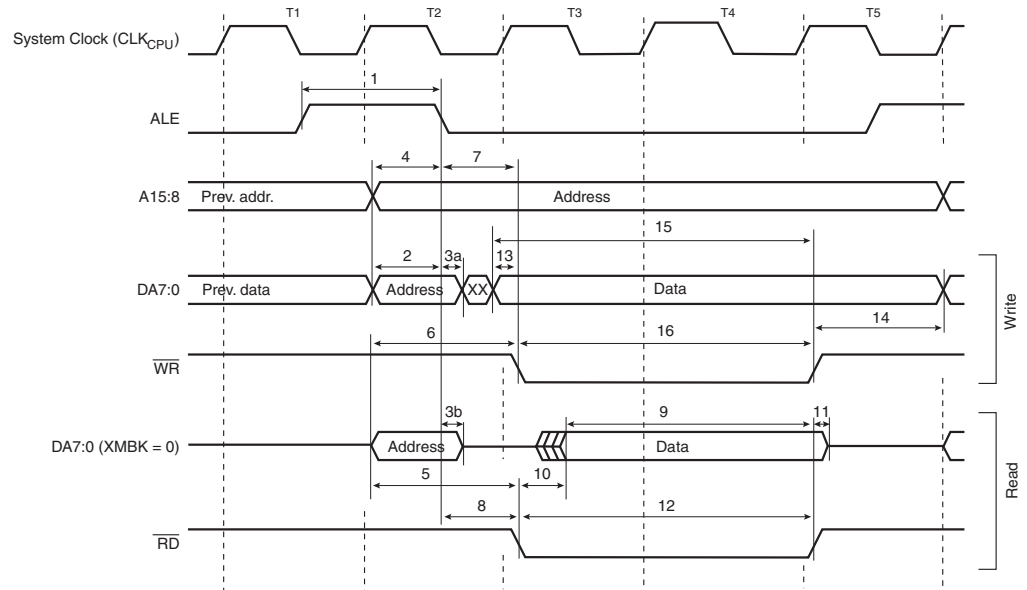 T1 T2 T3 T4 T5
System Clock (CLKCPU)
1
ALE
4 7
A15:8 Prev. addr. Address
15
2 3a 13
DA7:0 Prev. data Address XX Data
14
6 16
WR
Write
3b 9 11
DA7:0 (XMBK = 0) Address Data
5 10
8 12
RD
Read